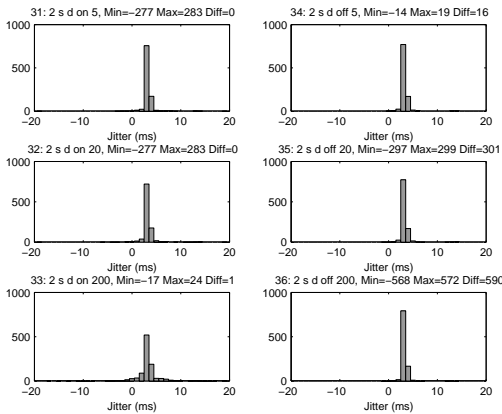 31: 2 s d on 5, Min=−277 Max=283 Diff=0
1000
500
0
−20 −10 0 10 20
Jitter (ms)
34: 2 s d off 5, Min=−14 Max=19 Diff=16
1000
500
0
−20 −10 0 10 20
Jitter (ms)
32: 2 s d on 20, Min=−277 Max=283 Diff=0
1000
500
0
−20 −10 0 10 20
Jitter (ms)
35: 2 s d off 20, Min=−297 Max=299 Diff=301
1000
500
0
−20 −10 0 10 20
Jitter (ms)
33: 2 s d on 200, Min=−17 Max=24 Diff=1
1000
500
0
−20 −10 0 10 20
Jitter (ms)
36: 2 s d off 200, Min=−568 Max=572 Diff=590
1000
500
0
−20 −10 0 10 20
Jitter (ms)